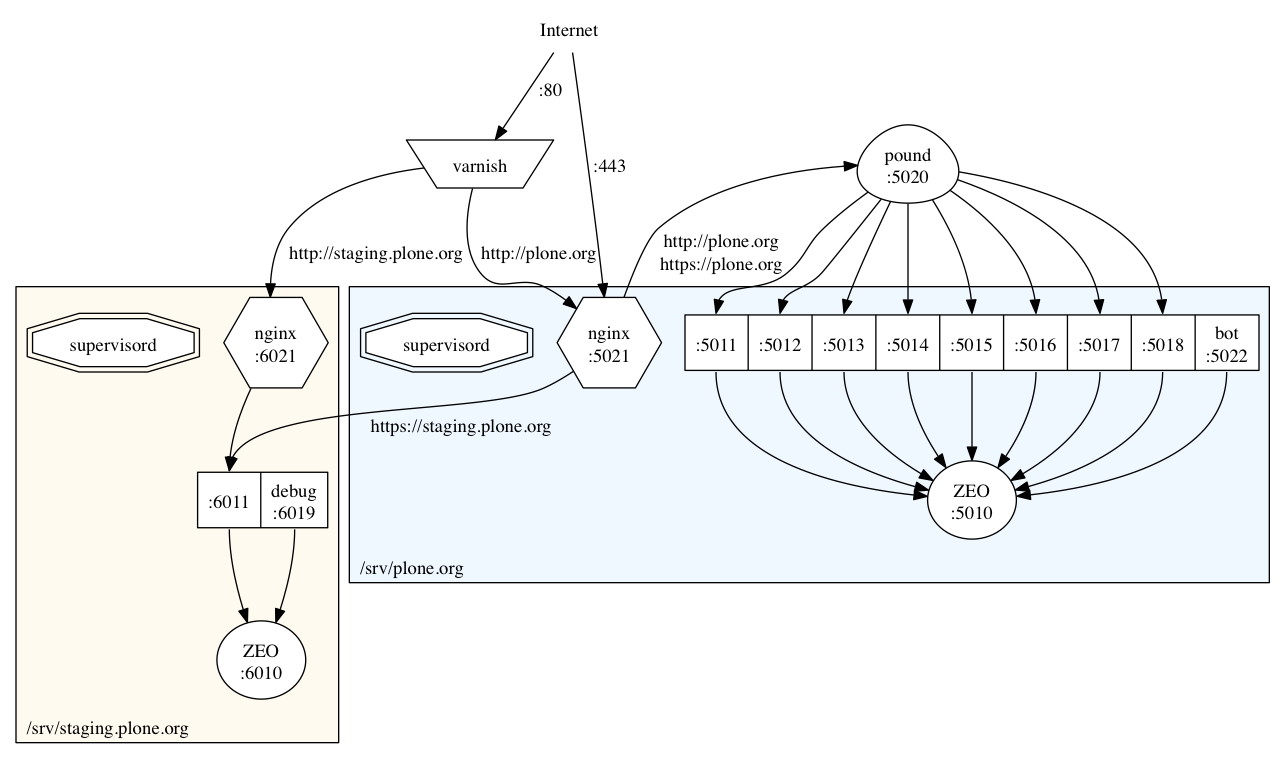 Internet
:80
varnish
:443
pound
:5020
http://staging.plone.org
http://plone.org
http://plone.org
https://plone.org
supervisord
nginx
:6021
supervisord
nginx
:5021
:5011
:5012
:5013
:5014
:5015
:5016
:5017
:5018
bot
:5022
https://staging.plone.org
:6011
debug
:6019
ZEO
:5010
/srv/plone.org
ZEO
:6010
/srv/staging.plone.org